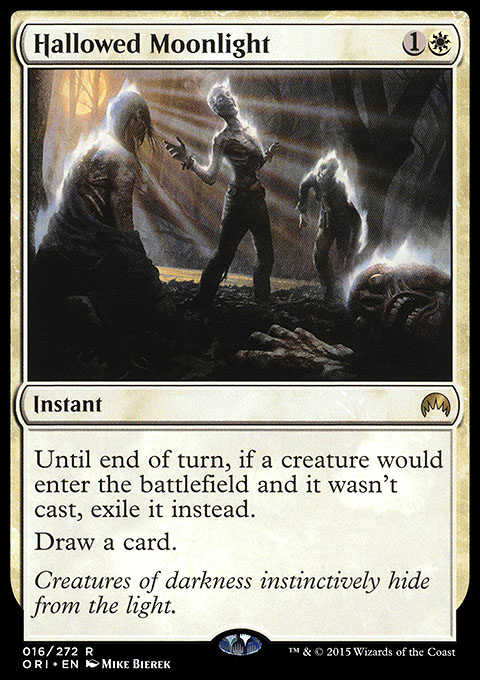 Hallowed Moonlight 1
Instant
Until end of turn, if a creature would
enter the battlefield and it wasn't
cast, exile it instead.
Draw a card.
Creatures of darkness instinctively hide
from the light.
016/272 R
ORI • EN Mike Bierek
™ & © 2015 Wizards of the Coast